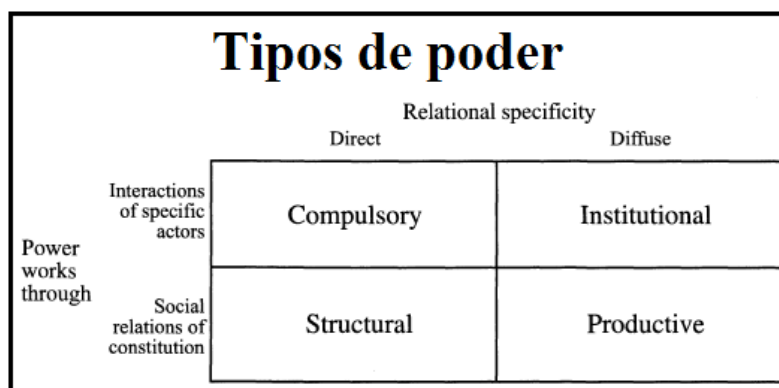 Tipos de poder
Relational specificity
Direct Diffuse
Interactions
of specific
actors
Compulsory Institutional
Power
works
through
Social
relations of
constitution
Structural Productive